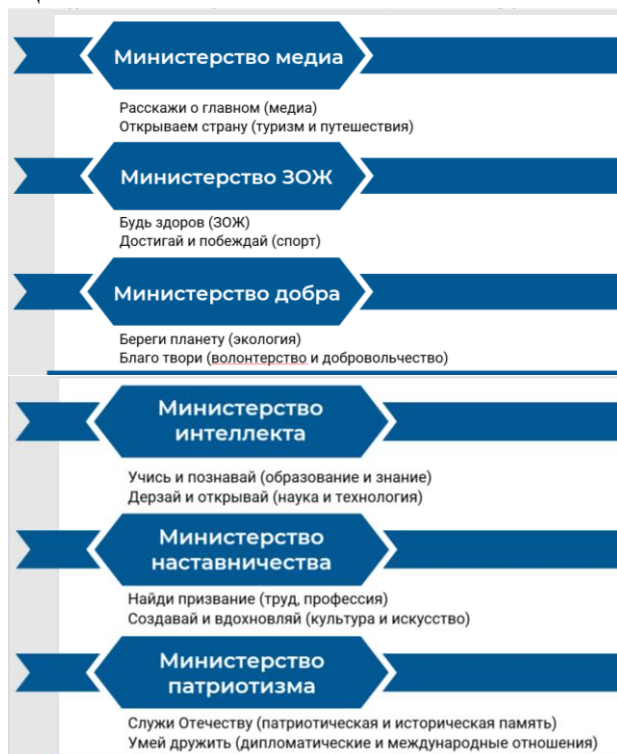 Министерство медиа
Расскажи о главном (медиа)
Открываем страну (туризм и путешествия)
Министерство ЗОЖ
Будь здоров (ЗОЖ)
Достигай и побеждай (спорт)
Министерство добра
Береги планету (экология)
Благо твори (волонтерство и добровольчество)
Министерство
интеллекта
Учись и познавай (образование и знание)
Дерзай и открывай (наука и технология)
Министерство
наставничества
Найди призвание (труд, профессия)
Создавай и вдохновляй (культура и искусство)
Министерство
патриотизма
Служи Отечеству (патриотическая и историческая память)
Умей дружить (дипломатические и международные отношения)